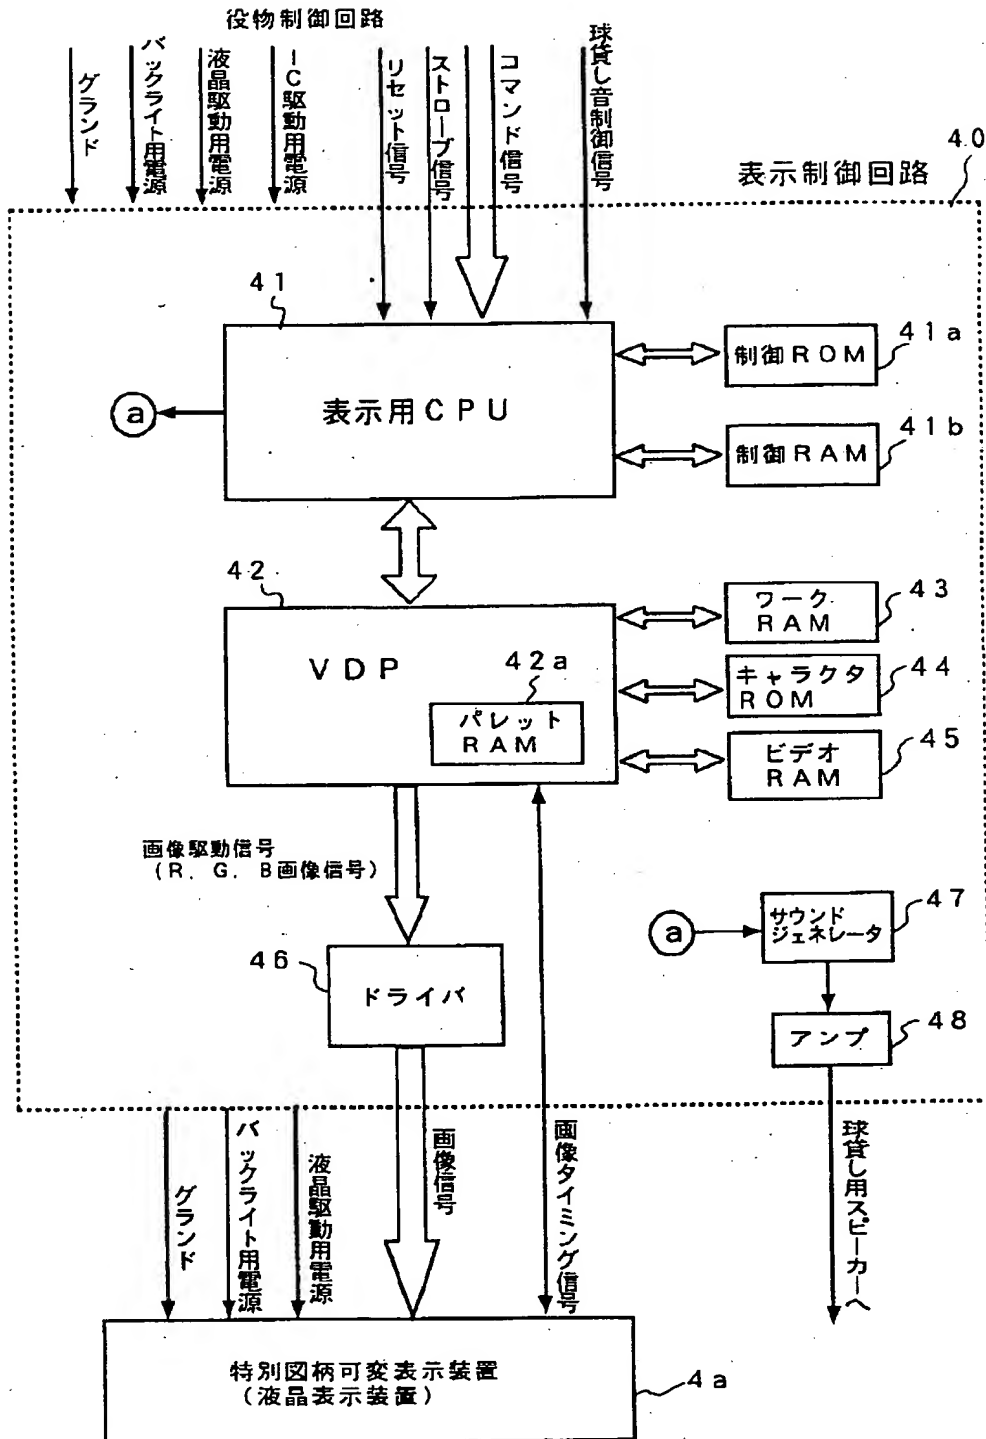 役物制御回路
グランド
バックライト用電源
液晶駆動用電源
IC駆動用電源
リセット信号
ストローブ信号
コマンド信号
球貸し音制御信号
40
表示制御回路
41
表示用CPU
a
制御ROM
41a
制御RAM
41b
42
VDP
42a
パレット
RAM
ワーク
RAM
43
キャラクタ
ROM
44
ビデオ
RAM
45
画像駆動信号
(R、G、B画像信号)
46
ドライバ
a
サウンド
ジェネレータ
47
アンプ
48
グランド
バックライト用電源
液晶駆動用電源
画像信号
画像タイミング信号
球貸し用スピーカーへ
特別図柄可変表示装置
(液晶表示装置)
4a